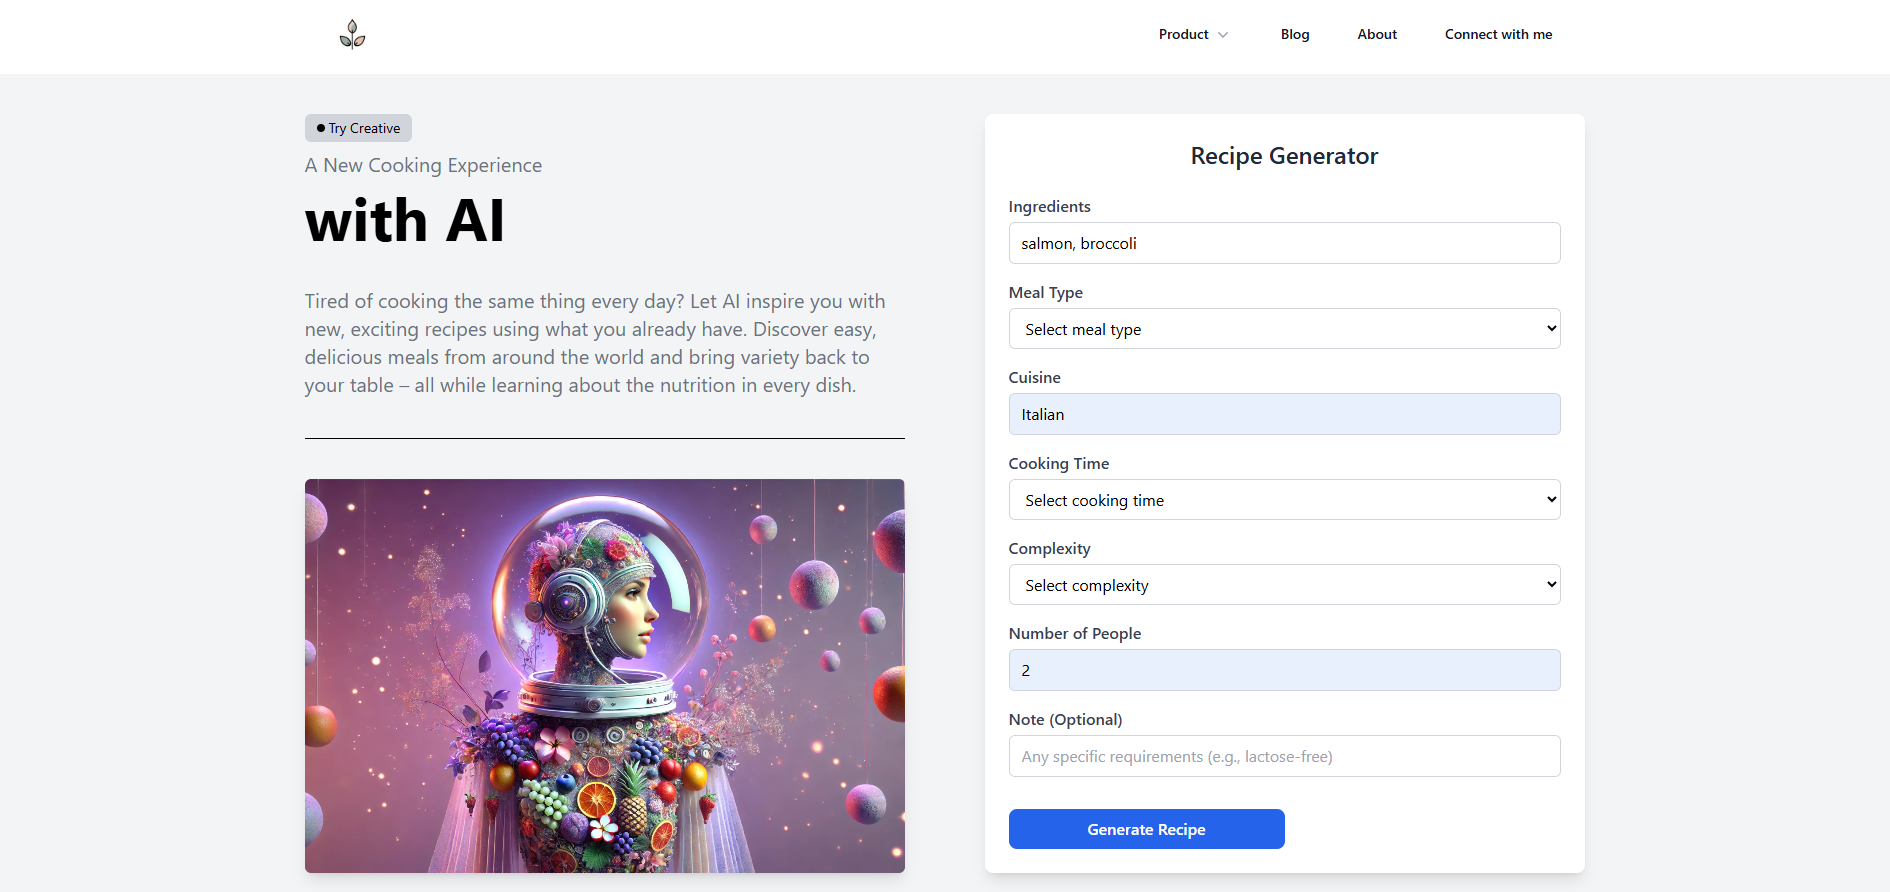 Product
Blog
About
Connect with me
Try Creative
A New Cooking Experience
with AI
Tired of cooking the same thing every day? Let AI inspire you with
new, exciting recipes using what you already have. Discover easy,
delicious meals from around the world and bring variety back to
your table – all while learning about the nutrition in every dish.
Recipe Generator
Ingredients
salmon, broccoli
Meal Type
Select meal type
Cuisine
Italian
Cooking Time
Select cooking time
Complexity
Select complexity
Number of People
2
Note (Optional)
Any specific requirements (e.g., lactose-free)
Generate Recipe